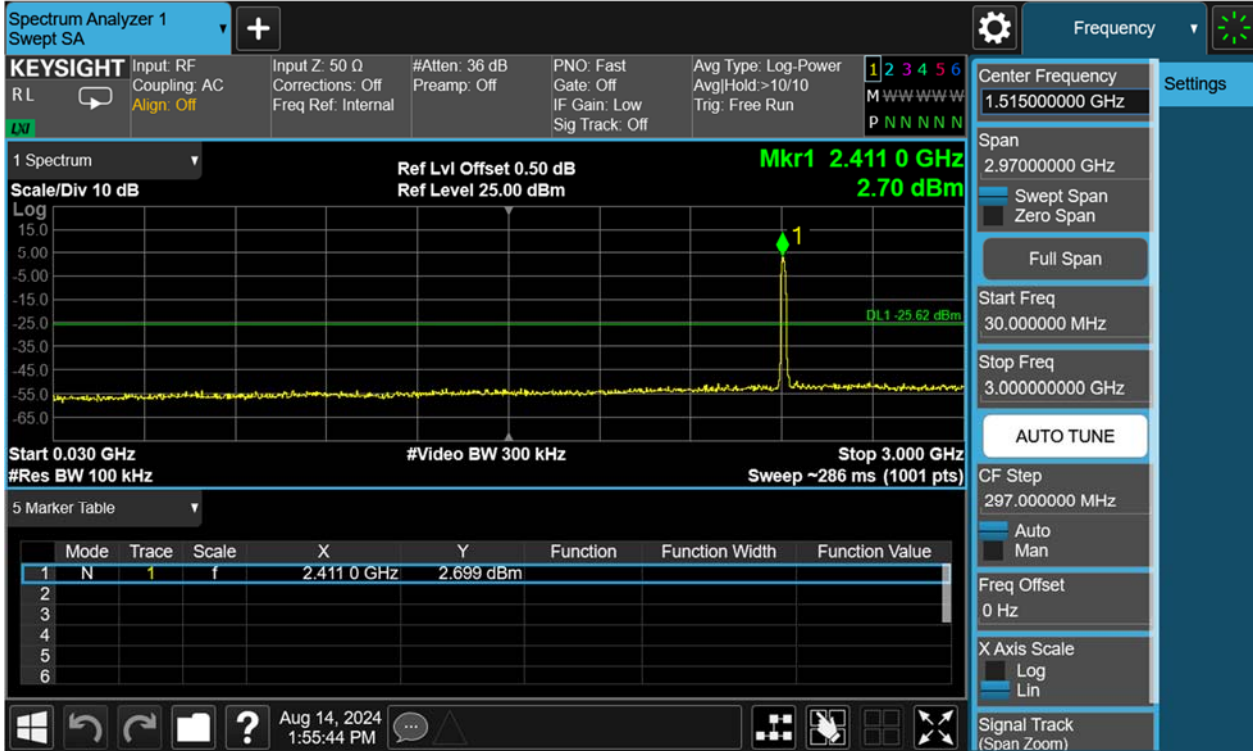 Spectrum Analyzer 1
Swept SA
Frequency
KEYSIGHT
R L
LXI
Input: RF
Coupling: AC
Align: Off
Input Z: 50 Ω
Corrections: Off
Freq Ref: Internal
#Atten: 36 dB
Preamp: Off
PNO: Fast
Gate: Off
IF Gain: Low
Sig Track: Off
Avg Type: Log-Power
Avg|Hold:>10/10
Trig: Free Run
1 2 3 4 5 6
M W W W W W
P N N N N N
1 Spectrum
Scale/Div 10 dB
Ref Lvl Offset 0.50 dB
Ref Level 25.00 dBm
Mkr1 2.411 0 GHz
2.70 dBm
Log
15.0
5.00
-5.00
-15.0
-25.0
-35.0
-45.0
-55.0
-65.0
1
DL1 -25.62 dBm
Start 0.030 GHz
#Video BW 300 kHz
Stop 3.000 GHz
#Res BW 100 kHz
Sweep ~286 ms (1001 pts)
5 Marker Table
Mode Trace Scale X Y Function Function Width Function Value
1 N 1 f 2.411 0 GHz 2.699 dBm
2
3
4
5
6
Aug 14, 2024
1:55:44 PM
Center Frequency
1.515000000 GHz
Settings
Span
2.97000000 GHz
Swept Span
Zero Span
Full Span
Start Freq
30.000000 MHz
Stop Freq
3.000000000 GHz
AUTO TUNE
CF Step
297.000000 MHz
Auto
Man
Freq Offset
0 Hz
X Axis Scale
Log
Lin
Signal Track
(Span Zoom)